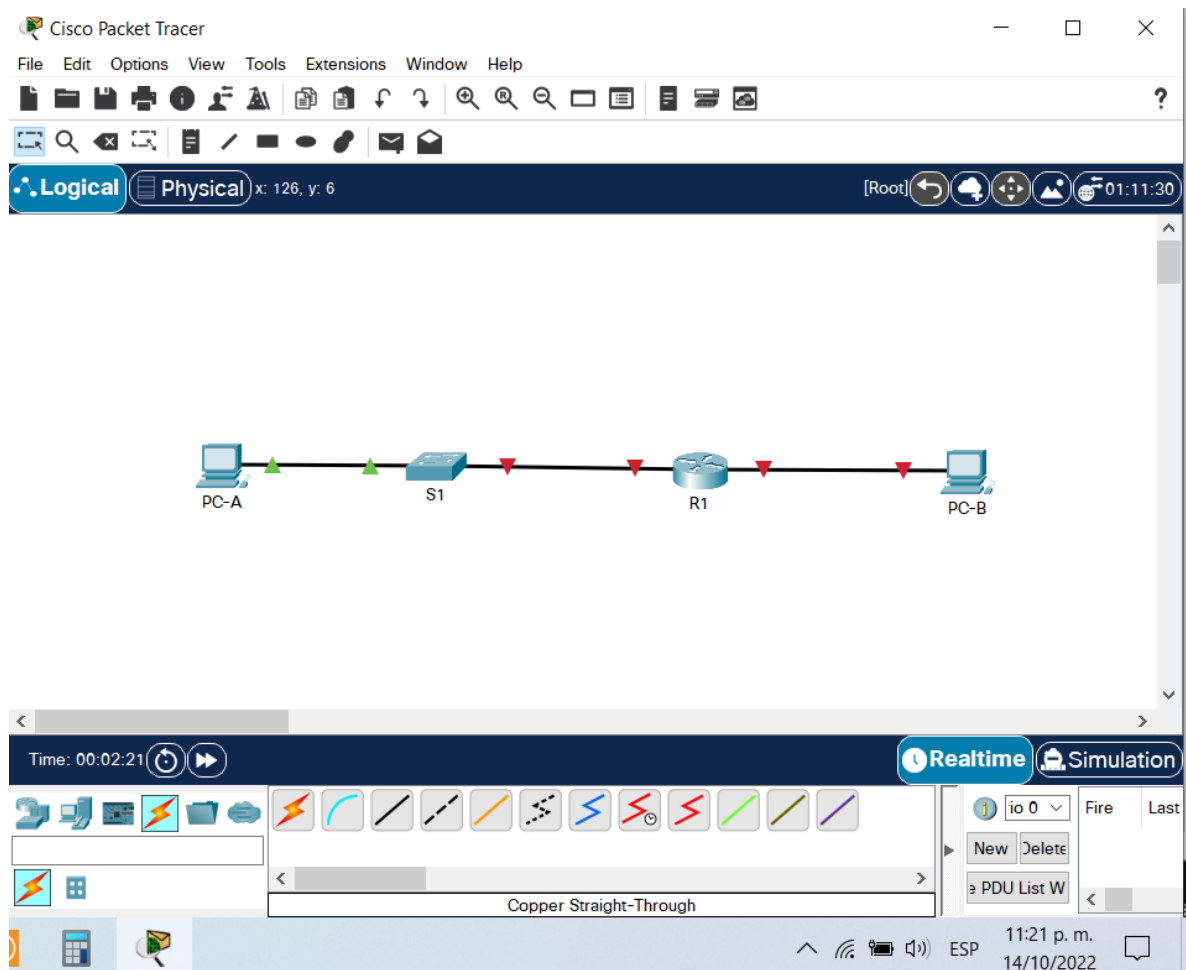 Cisco Packet Tracer
File Edit Options View Tools Extensions Window Help
?
Logical Physical x: 126, y: 6 [Root] 01:11:30
PC-A S1 R1 PC-B
Time: 00:02:21 Realtime Simulation
io 0 Fire Last
New Delete
e PDU List W
Copper Straight-Through
ESP 11:21 p. m.
14/10/2022